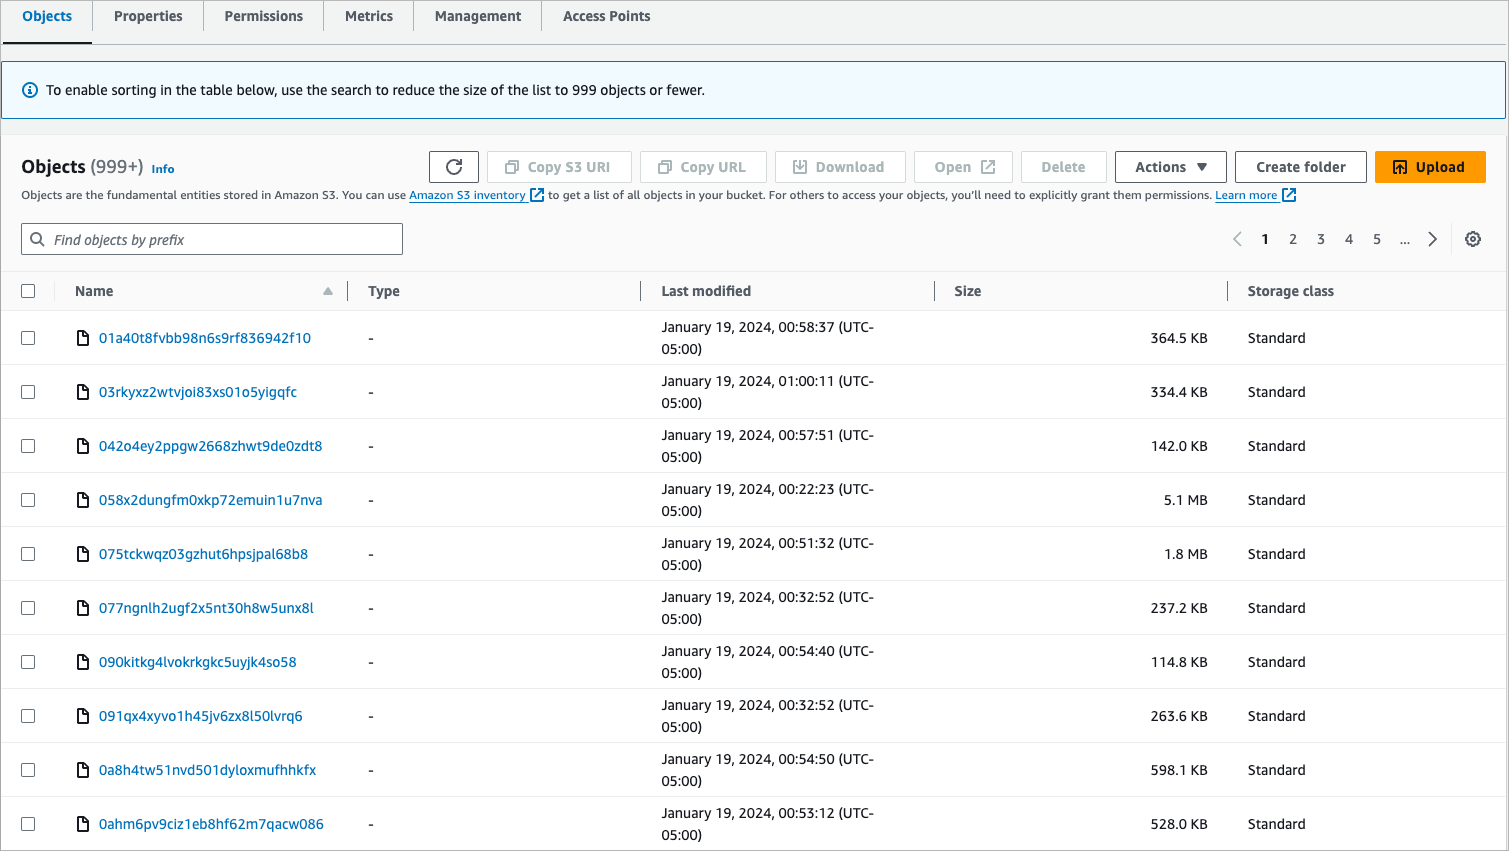 Objects Properties Permissions Metrics Management Access Points
To enable sorting in the table below, use the search to reduce the size of the list to 999 objects or fewer.
Objects (999+) Info Copy S3 URI Copy URL Download Open Delete Actions Create folder Upload
Objects are the fundamental entities stored in Amazon S3. You can use Amazon S3 inventory to get a list of all objects in your bucket. For others to access your objects, you'll need to explicitly grant them permissions. Learn more
Find objects by prefix 1 2 3 4 5 ...
Name Type Last modified Size Storage class
01a40t8fvbb98n6s9rf836942f10 - January 19, 2024, 00:58:37 (UTC-
05:00) 364.5 KB Standard
03rkyxz2wtvjoi83xs01o5yigqfc - January 19, 2024, 01:00:11 (UTC-
05:00) 334.4 KB Standard
042o4ey2ppgw2668zhwt9de0zdt8 - January 19, 2024, 00:57:51 (UTC-
05:00) 142.0 KB Standard
058x2dungfm0xkp72emuin1u7nva - January 19, 2024, 00:22:23 (UTC-
05:00) 5.1 MB Standard
075tckwqz03gzhut6hpsjpal68b8 - January 19, 2024, 00:51:32 (UTC-
05:00) 1.8 MB Standard
077ngnlh2ugf2x5nt30h8w5unx8l - January 19, 2024, 00:32:52 (UTC-
05:00) 237.2 KB Standard
090kitkg4lvokrkgkc5uyjk4so58 - January 19, 2024, 00:54:40 (UTC-
05:00) 114.8 KB Standard
091qx4xyvo1h45jv6zx8l50lvrq6 - January 19, 2024, 00:32:52 (UTC-
05:00) 263.6 KB Standard
0a8h4tw51nvd501dyloxmufhhkfx - January 19, 2024, 00:54:50 (UTC-
05:00) 598.1 KB Standard
0ahm6pv9ciz1eb8hf62m7qacw086 - January 19, 2024, 00:53:12 (UTC-
05:00) 528.0 KB Standard